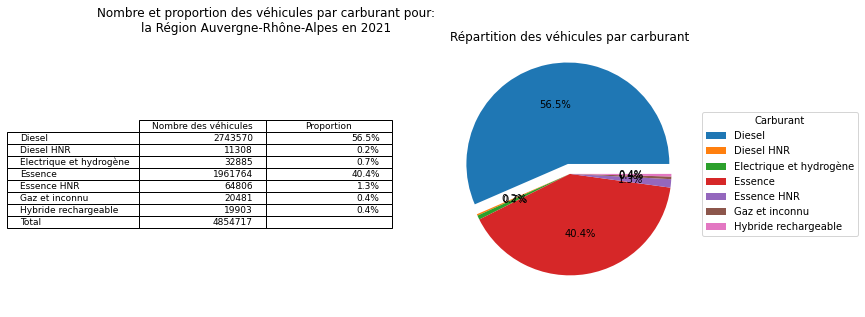 Nombre et proportion des véhicules par carburant pour:
la Région Auvergne-Rhône-Alpes en 2021
Nombre des véhicules Proportion
Diesel 2743570 56.5%
Diesel HNR 11308 0.2%
Electrique et hydrogène 32885 0.7%
Essence 1961764 40.4%
Essence HNR 64806 1.3%
Gaz et inconnu 20481 0.4%
Hybride rechargeable 19903 0.4%
Total 4854717
Répartition des véhicules par carburant
56.5%
0.2%
0.7%
40.4%
1.3%
0.4%
0.4%
Carburant
Diesel
Diesel HNR
Electrique et hydrogène
Essence
Essence HNR
Gaz et inconnu
Hybride rechargeable